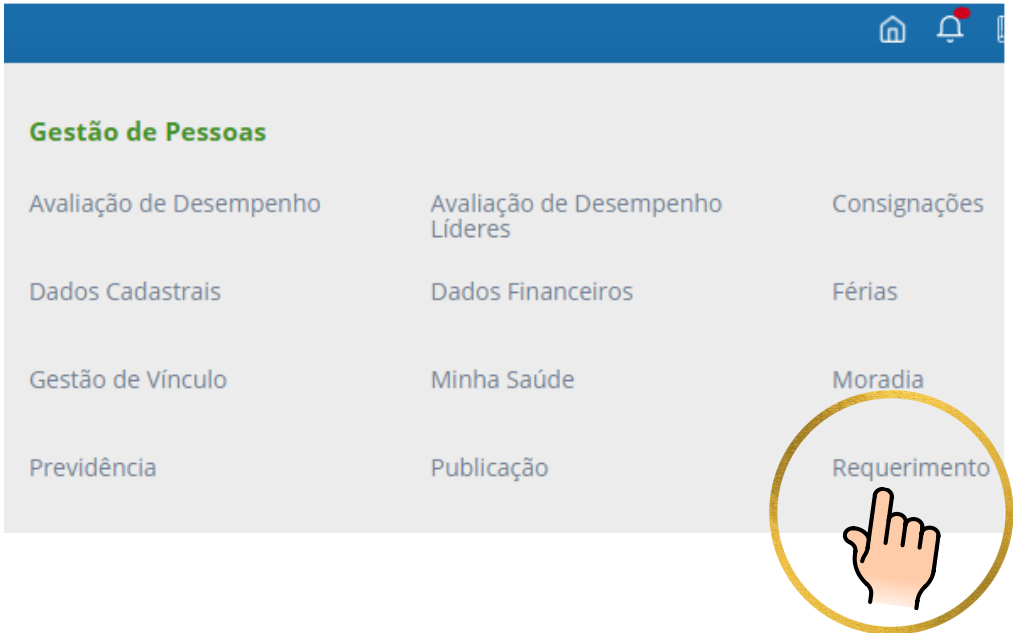 Gestão de Pessoas
Avaliação de Desempenho
Avaliação de Desempenho
Líderes
Consignações
Dados Cadastrais
Dados Financeiros
Férias
Gestão de Vínculo
Minha Saúde
Moradia
Previdência
Publicação
Requerimento